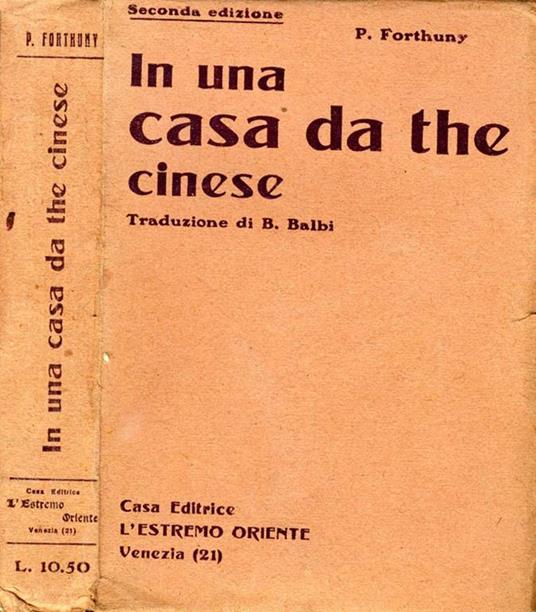 P. FORTHUNY
In una casa da the cinese
Casa Editrice
L'Estremo
Oriente
Venezia (21)
L. 10.50
Seconda edizione
P. Forthuny
In una
casa da the
cinese
Traduzione di B. Balbi
Casa Editrice
L'ESTREMO ORIENTE
Venezia (21)